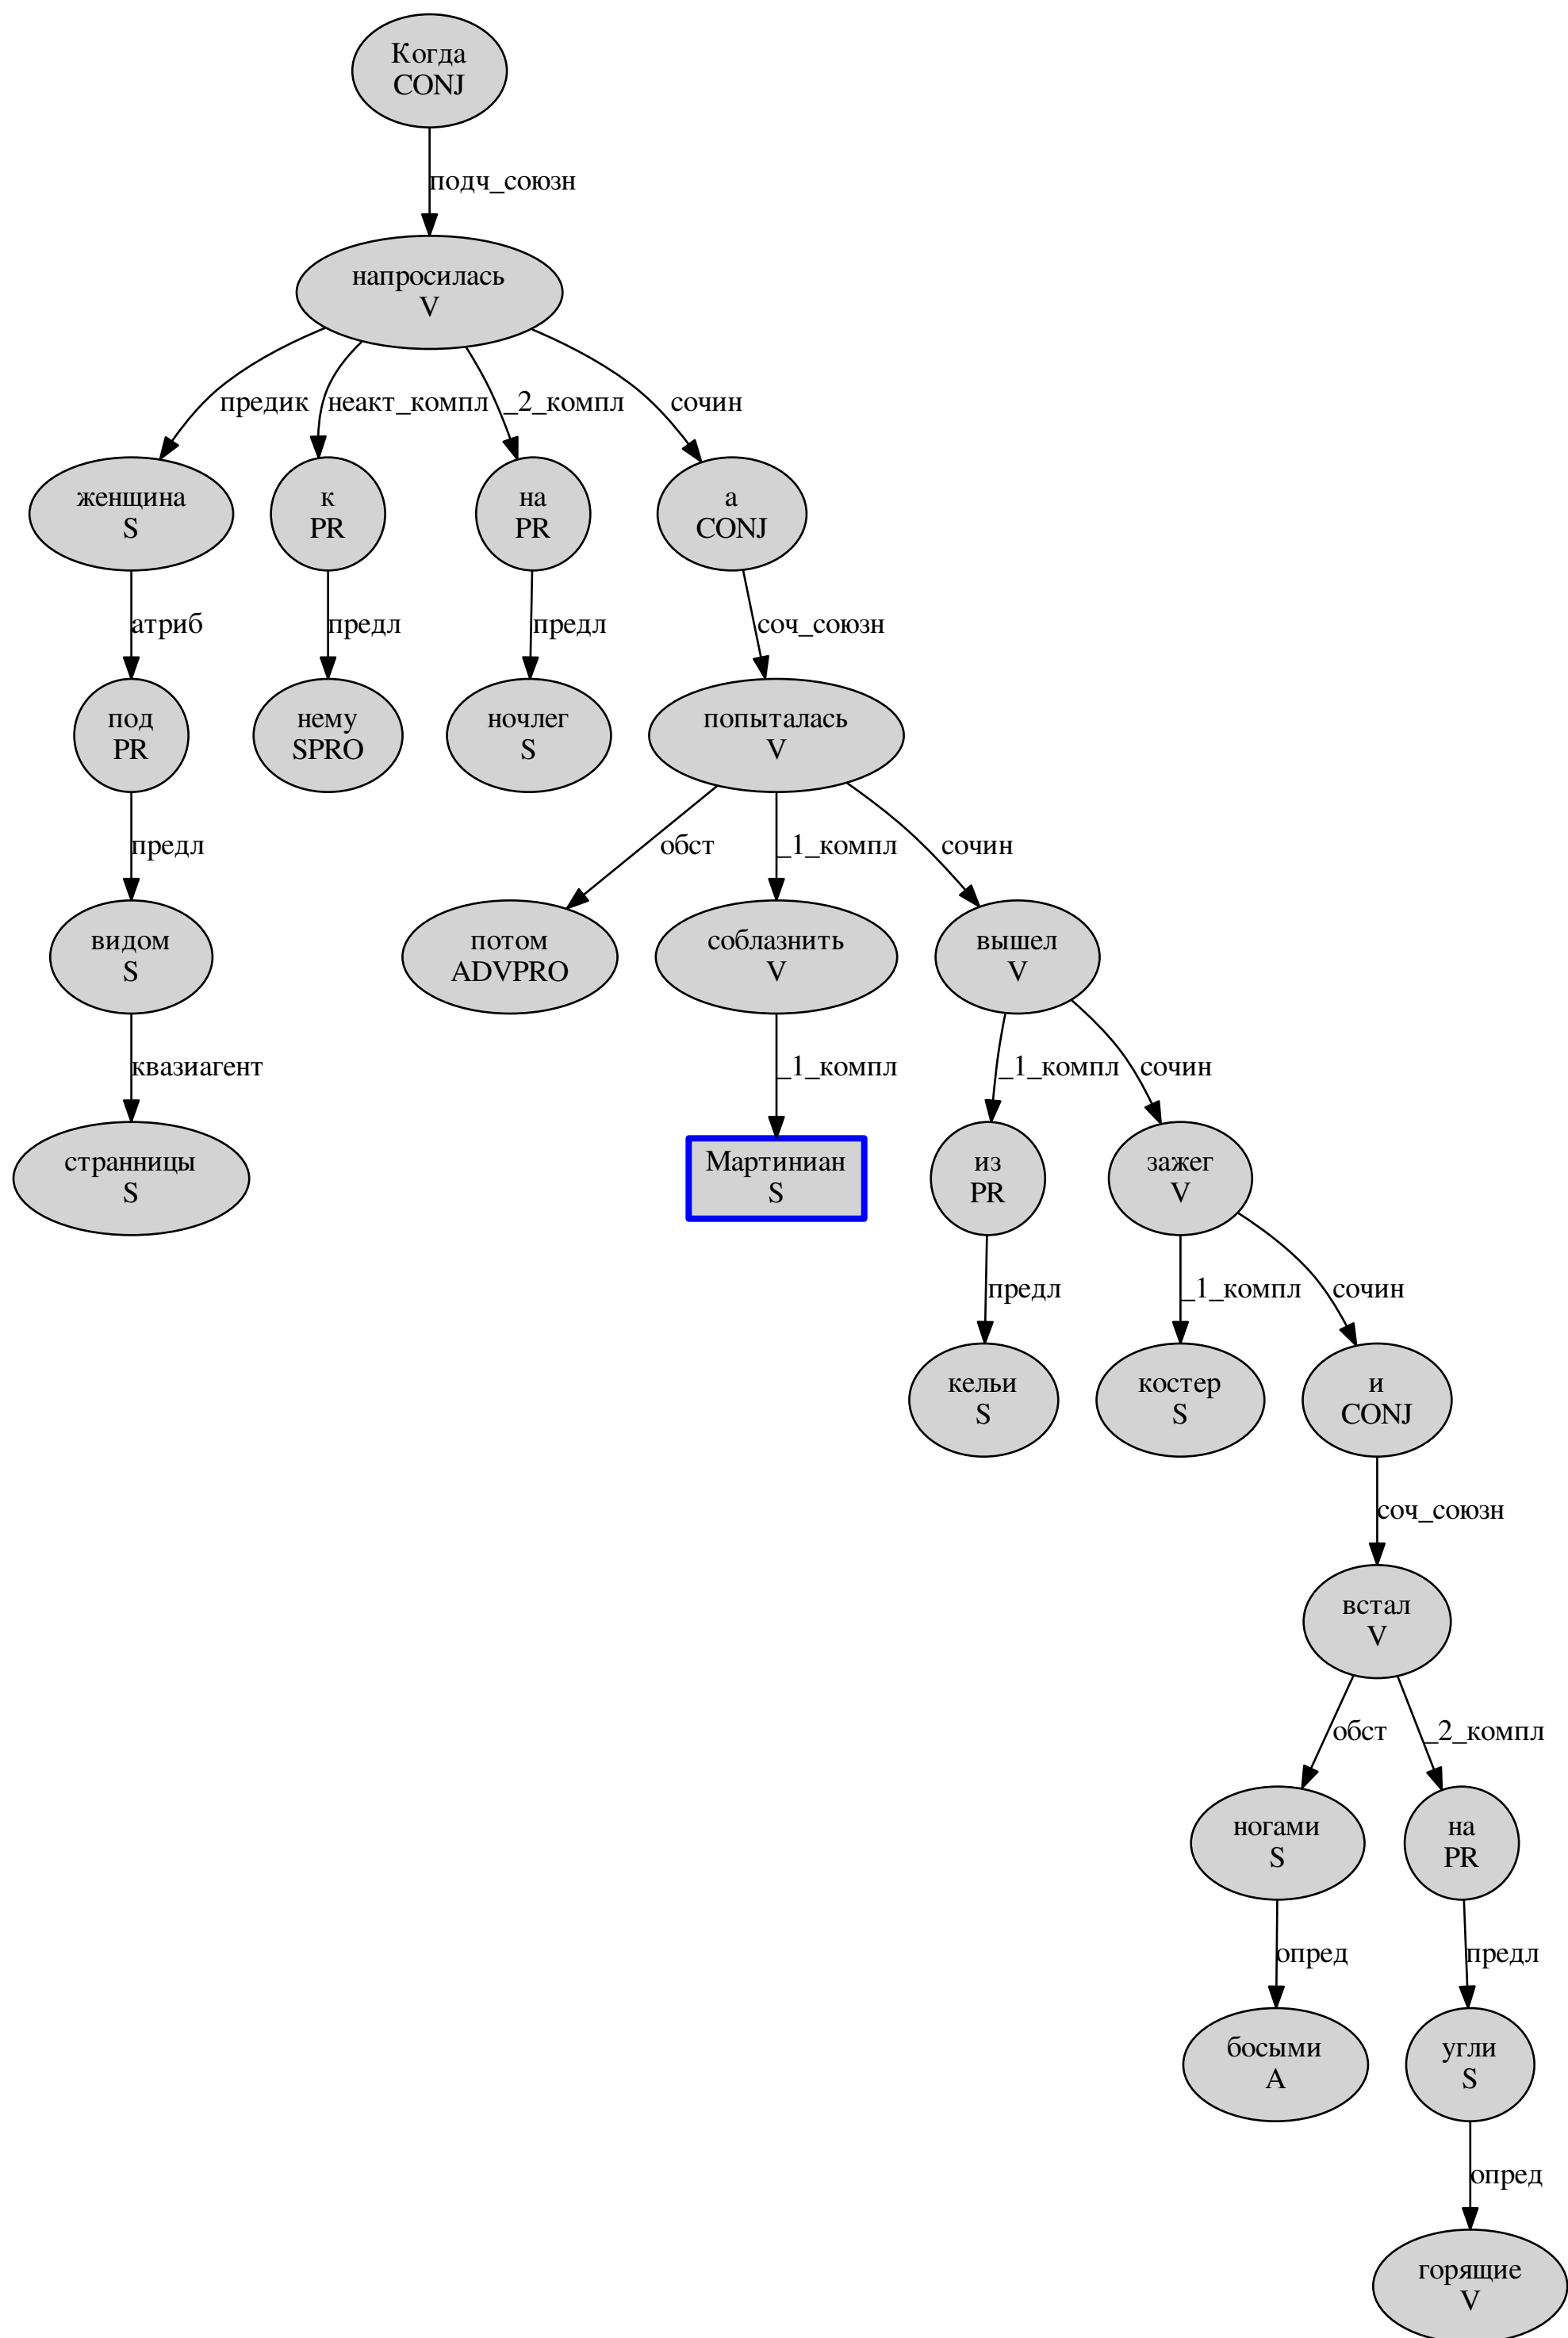 Когда
CONJ
подч_союзн
напросилась
V
предик
неакт_компл
_2_компл
сочин
женщина
S
к
PR
на
PR
а
CONJ
атриб
предл
предл
соч_союзн
под
PR
нему
SPRO
ночлег
S
попыталась
V
предл
обст
_1_компл
сочин
видом
S
потом
ADVPRO
соблазнить
V
вышел
V
квазиагент
_1_компл
_1_компл
сочин
странницы
S
Мартиниан
S
из
PR
зажег
V
предл
_1_компл
сочин
кельи
S
костер
S
и
CONJ
соч_союзн
встал
V
обст
_2_компл
ногами
S
на
PR
опред
предл
босыми
A
угли
S
опред
горящие
V